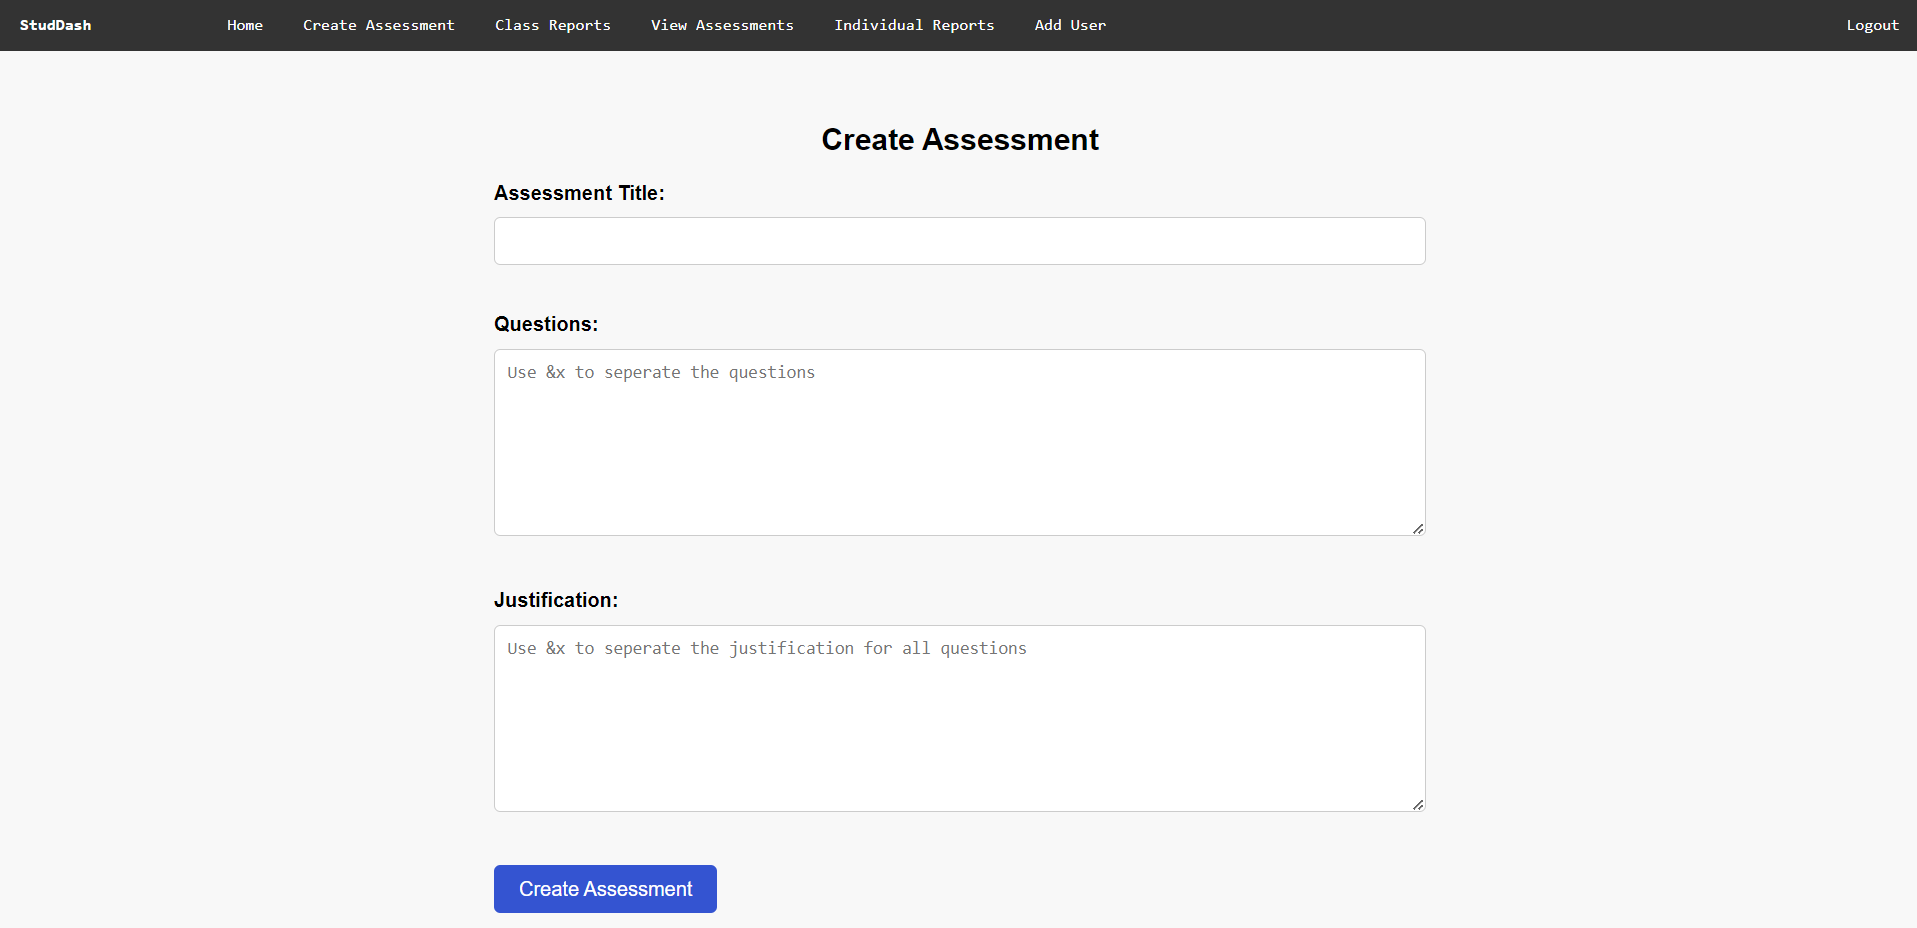 StudDash Home Create Assessment Class Reports View Assessments Individual Reports Add User Logout
Create Assessment
Assessment Title:
Questions:
Use &x to seperate the questions
Justification:
Use &x to seperate the justification for all questions
Create Assessment